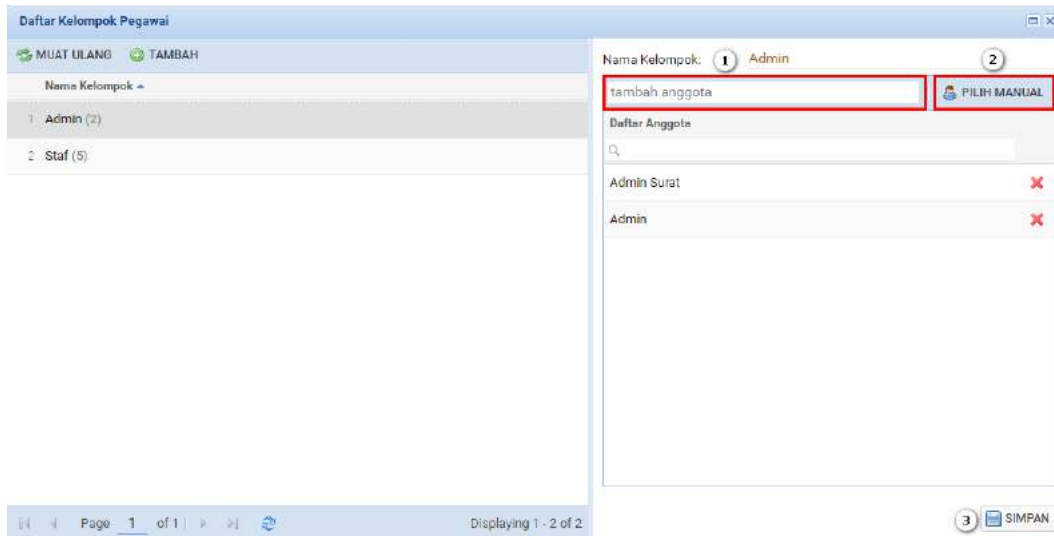 Daftar Kelompok Pegawai
MUAT ULANG TAMBAH
Nama Kelompok
1 Admin (2)
2 Staf (5)
Page 1 of 1
Displaying 1 - 2 of 2
Nama Kelompok: 1 Admin 2
tambah anggota PILIH MANUAL
Daftar Anggota
Admin Surat
Admin
3 SIMPAN